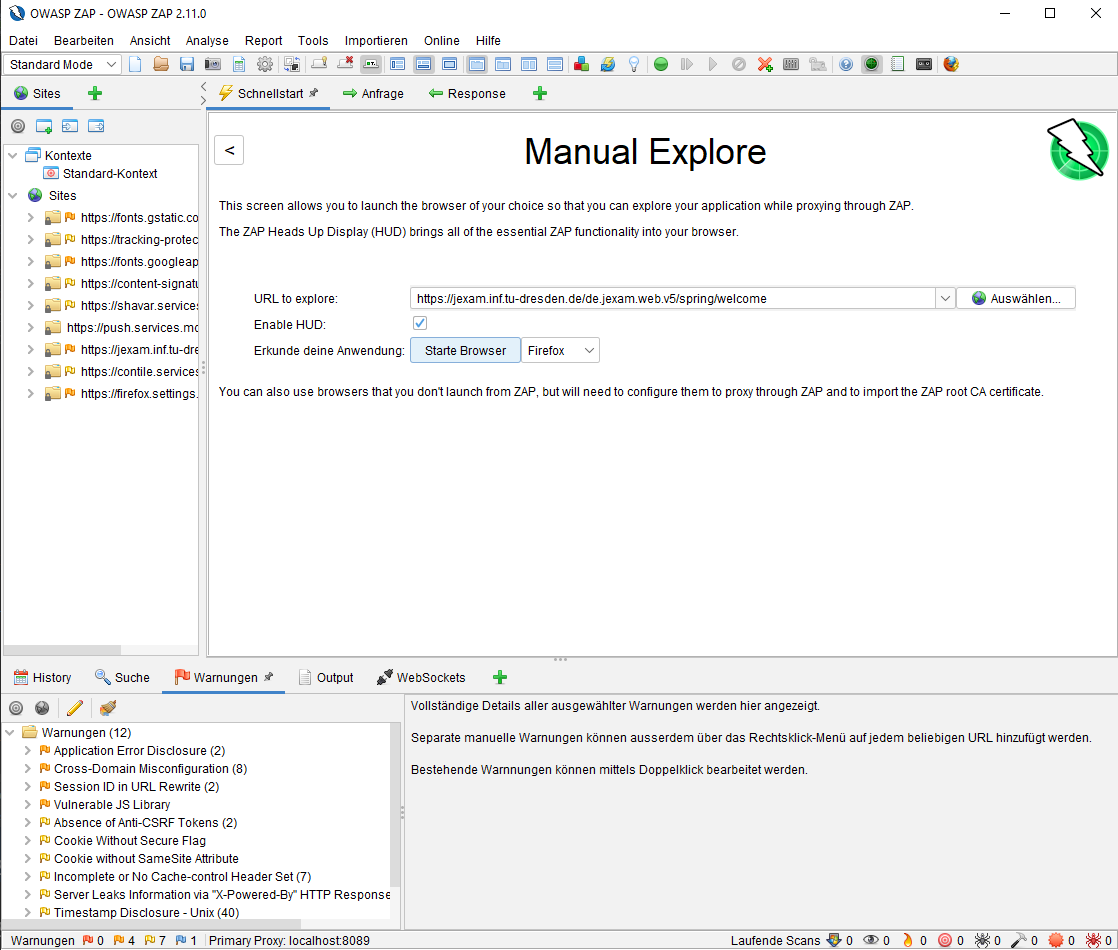 OWASP ZAP - OWASP ZAP 2.11.0
Datei Bearbeiten Ansicht Analyse Report Tools Importieren Online Hilfe
Standard Mode
Sites
Schnellstart Anfrage Response
Kontexte
Standard-Kontext
Sites
https://fonts.gstatic.co
https://tracking-protec
https://fonts.googleap
https://content-signatu
https://shavar.services
https://push.services.mo
https://jexam.inf.tu-dre
https://contile.services
https://firefox.settings.
<
Manual Explore
This screen allows you to launch the browser of your choice so that you can explore your application while proxying through ZAP.
The ZAP Heads Up Display (HUD) brings all of the essential ZAP functionality into your browser.
URL to explore: https://jexam.inf.tu-dresden.de/de.jexam.web.v5/spring/welcome Auswählen...
Enable HUD:
Erkunde deine Anwendung: Starte Browser Firefox
You can also use browsers that you don't launch from ZAP, but will need to configure them to proxy through ZAP and to import the ZAP root CA certificate.
History Suche Warnungen Output WebSockets
Warnungen (12)
Application Error Disclosure (2)
Cross-Domain Misconfiguration (8)
Session ID in URL Rewrite (2)
Vulnerable JS Library
Absence of Anti-CSRF Tokens (2)
Cookie Without Secure Flag
Cookie without SameSite Attribute
Incomplete or No Cache-control Header Set (7)
Server Leaks Information via "X-Powered-By" HTTP Response
Timestamp Disclosure - Unix (40)
Vollständige Details aller ausgewählter Warnungen werden hier angezeigt.
Separate manuelle Warnungen können ausserdem über das Rechtsklick-Menü auf jedem beliebigen URL hinzufügt werden.
Bestehende Warnnungen können mittels Doppelklick bearbeitet werden.
Warnungen 0 4 7 1 Primary Proxy: localhost:8089 Laufende Scans 0 0 0 0 0 0 0 0